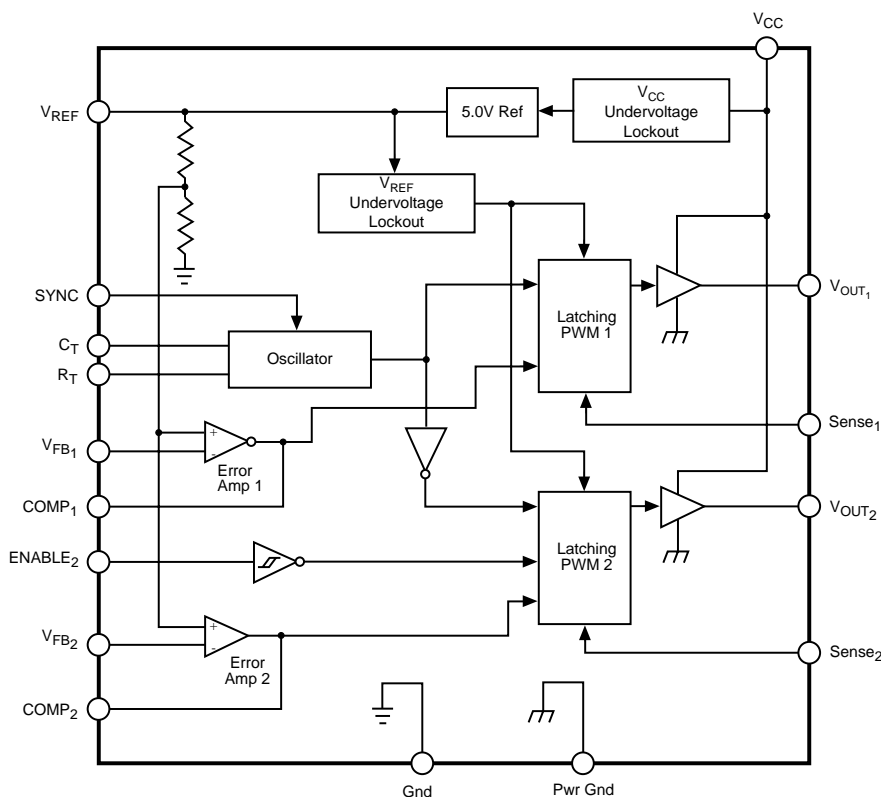 VCC
VREF
5.0V Ref
VCC
Undervoltage
Lockout
VREF
Undervoltage
Lockout
SYNC
CT
RT
Oscillator
Latching
PWM 1
VOUT1
Sense1
VFB1
+
-
Error
Amp 1
COMP1
ENABLE2
Latching
PWM 2
VOUT2
VFB2
+
-
Error
Amp 2
Sense2
COMP2
Gnd
Pwr Gnd